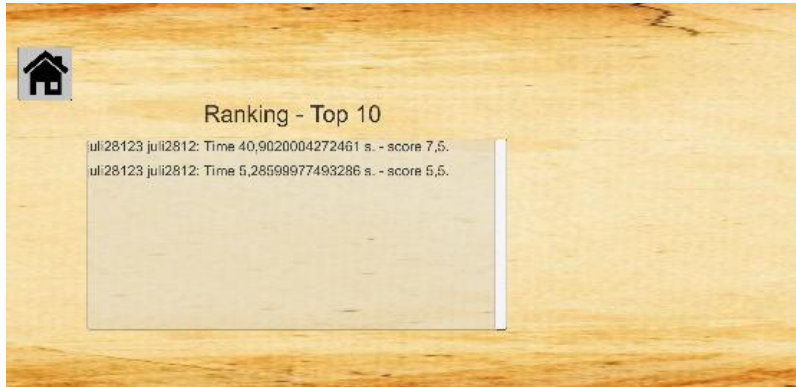 Ranking - Top 10
uli28123 juli2812: Time 40,9020004272461 s. - score 7,5.
uli28123 juli2812: Time 5,28599977493286 s. - score 5,5.